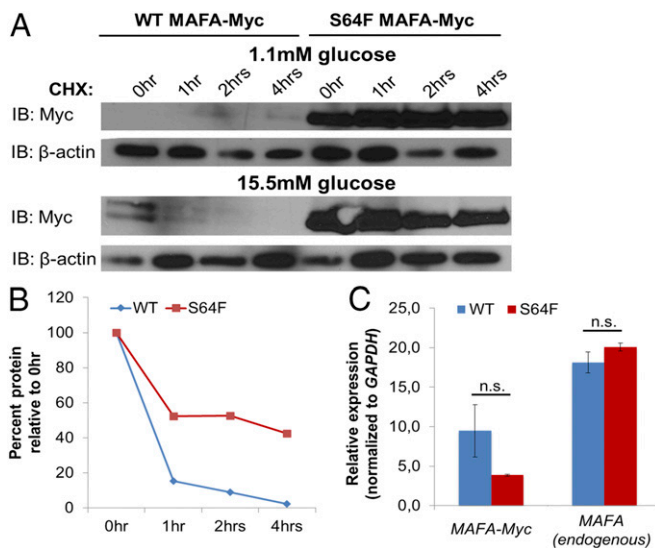 A
WT MAFA-Myc
S64F MAFA-Myc
1.1mM glucose
CHX: 0hr 1hr 2hrs 4hrs 0hr 1hr 2hrs 4hrs
IB: Myc
IB: β-actin
15.5mM glucose
IB: Myc
IB: β-actin
B
WT S64F
Percent protein
relative to 0hr
120
100
80
60
40
20
0
0hr 1hr 2hrs 4hrs
C
WT S64F
Relative expression
(normalized to GAPDH)
25,0
20,0
15,0
10,0
5,0
0,0
n.s.
n.s.
MAFA-Myc
MAFA
(endogenous)